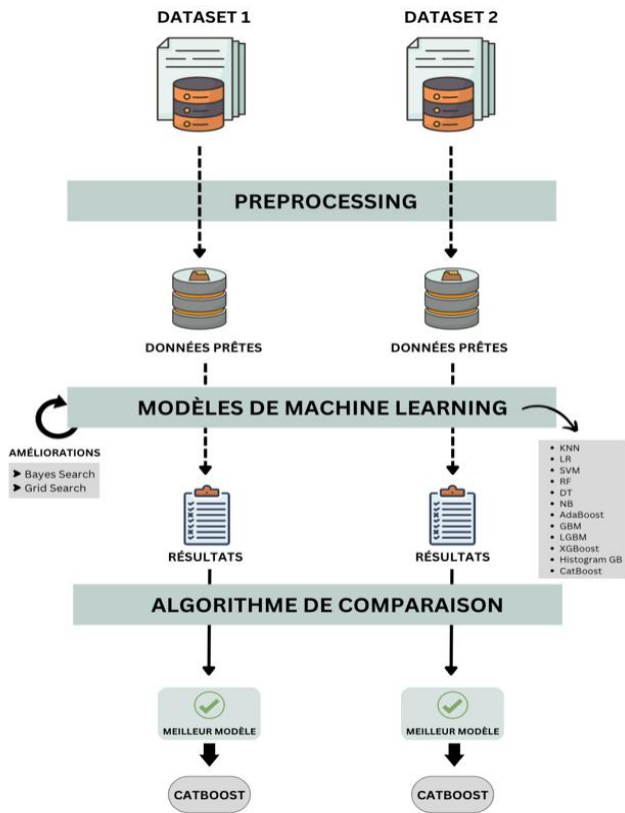 DATASET 1
DATASET 2
PREPROCESSING
DONNÉES PRÊTES
DONNÉES PRÊTES
MODÈLES DE MACHINE LEARNING
AMÉLIORATIONS
➤ Bayes Search
➤ Grid Search
• KNN
• LR
• SVM
• RF
• DT
• NB
• AdaBoost
• GBM
• LGBM
• XGBoost
• Histogram GB
• CatBoost
RÉSULTATS
RÉSULTATS
ALGORITHME DE COMPARAISON
MEILLEUR MODÈLE
MEILLEUR MODÈLE
CATBOOST
CATBOOST